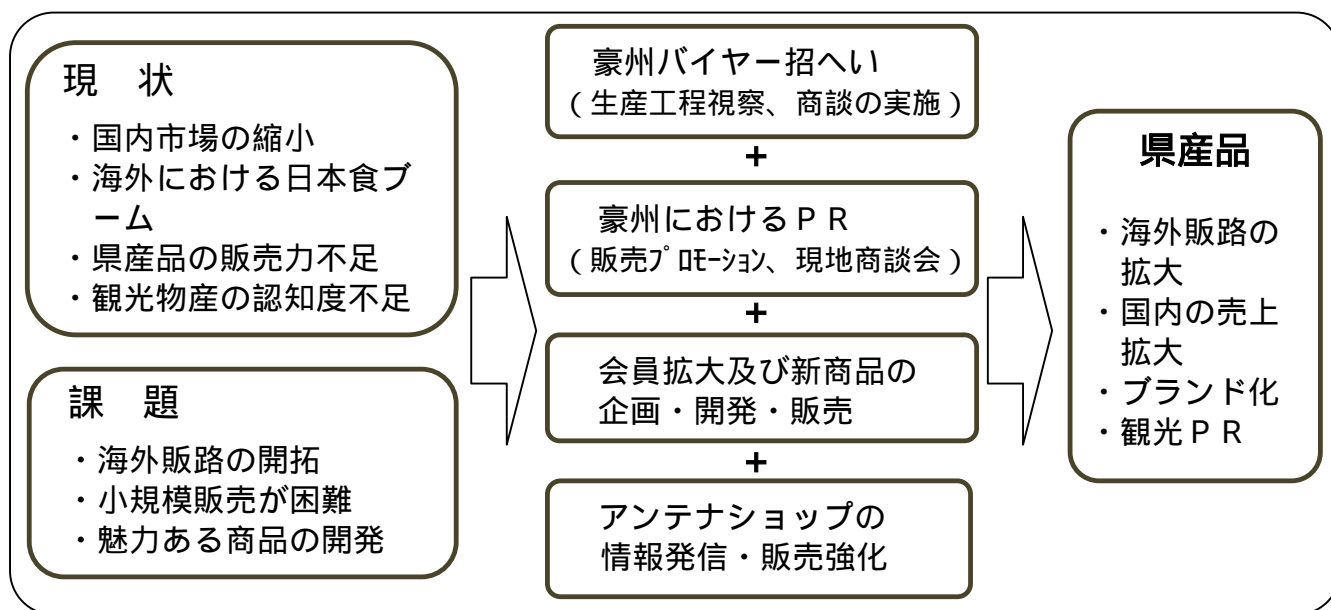 現　状
・国内市場の縮小
・海外における日本食ブ
ーム
・県産品の販売力不足
・観光物産の認知度不足
課　題
・海外販路の開拓
・小規模販売が困難
・魅力ある商品の開発
豪州バイヤー招へい
（生産工程視察、商談の実施）
+
豪州におけるＰＲ
（販売ﾌﾟﾛﾓｰｼｮﾝ、現地商談会）
+
会員拡大及び新商品の
企画・開発・販売
+
アンテナショップの
情報発信・販売強化
県産品
・海外販路の
拡大
・国内の売上
拡大
・ブランド化
・観光ＰＲ